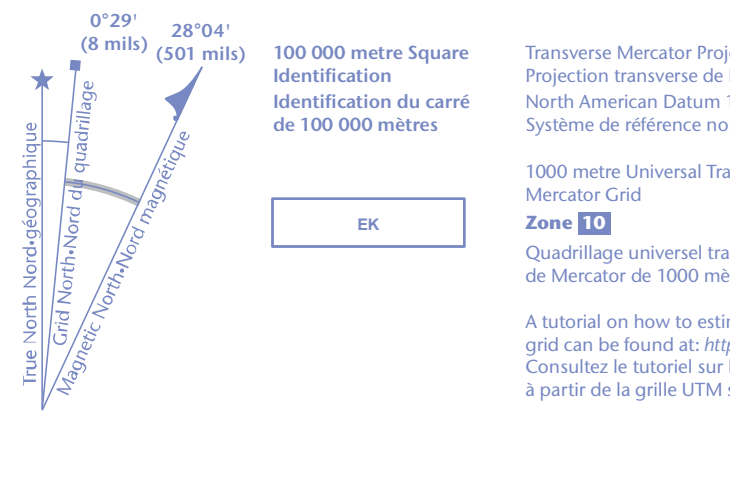 0°29'
(8 mils)
28°04'
(501 mils)
True North Nord•géographique
Grid North•Nord du quadrillage
Magnetic North•Nord magnétique
100 000 metre Square
Identification
Identification du carré
de 100 000 mètres
EK
Transverse Mercator Proj
Projection transverse de
North American Datum
Système de référence no
1000 metre Universal Tra
Mercator Grid
Zone 10
Quadrillage universel tra
de Mercator de 1000 mè
A tutorial on how to estin
grid can be found at: http
Consultez le tutoriel sur
à partir de la grille UTM s